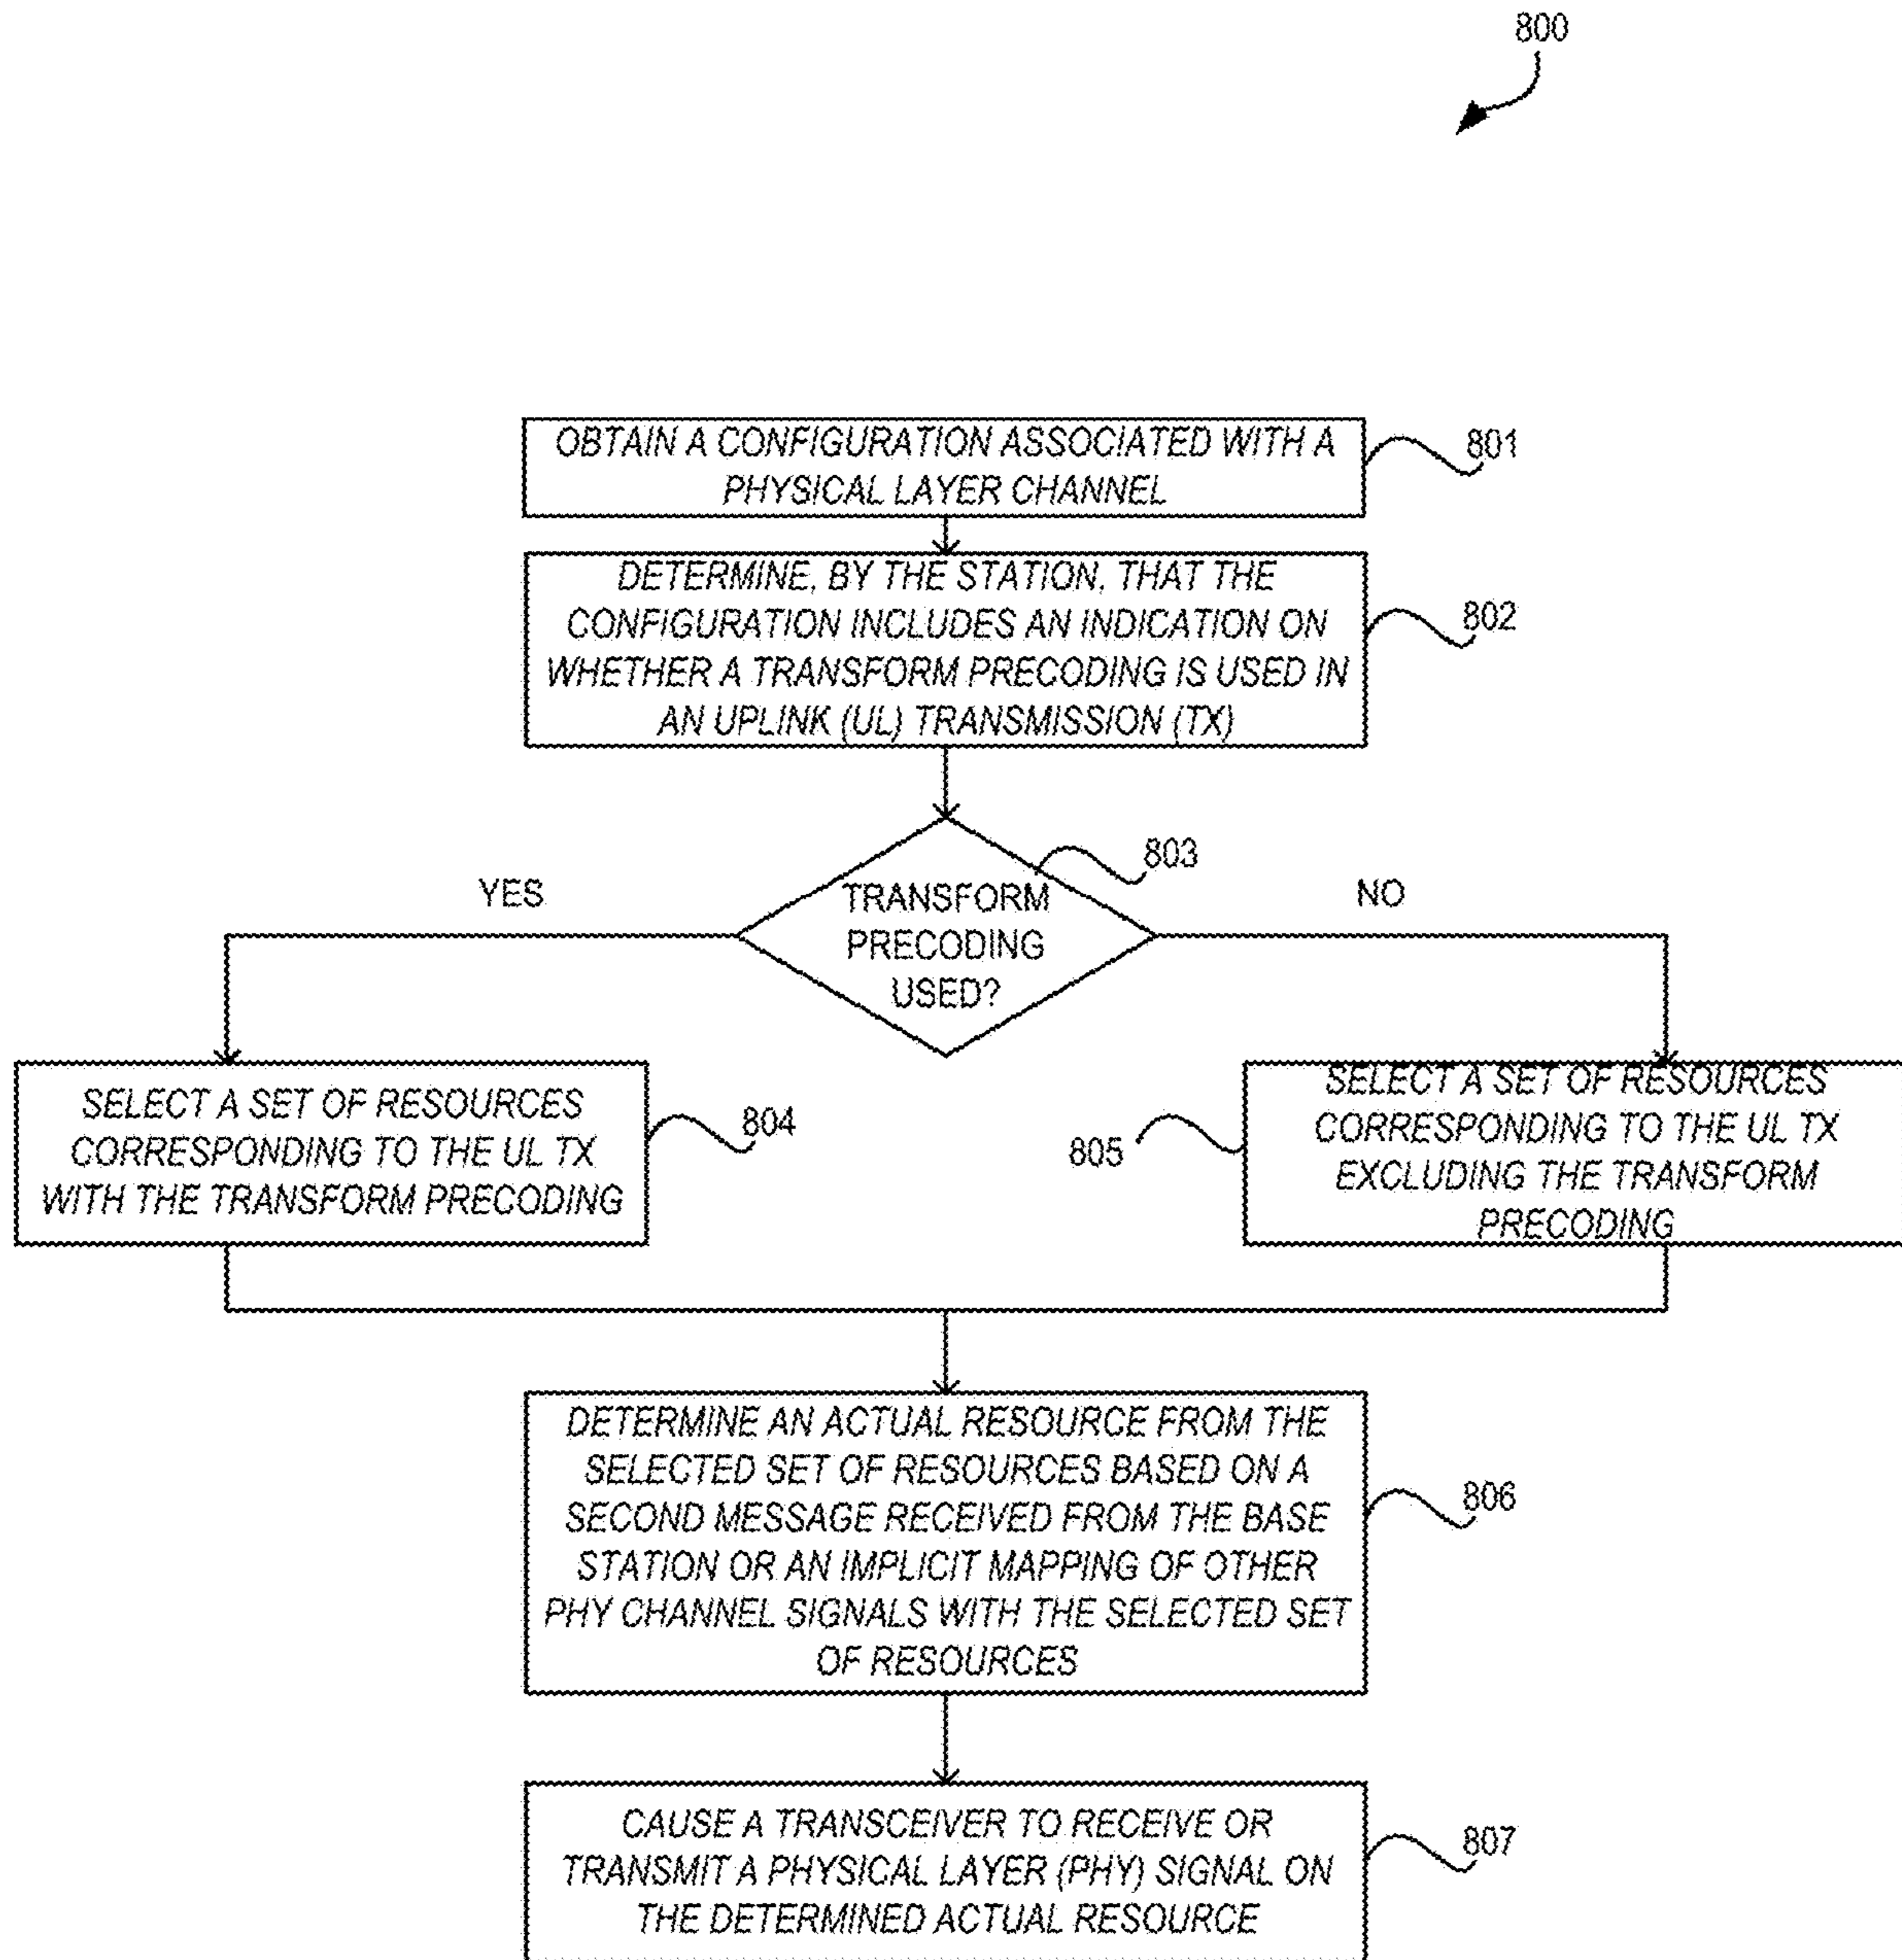 800
OBTAIN A CONFIGURATION ASSOCIATED WITH A
PHYSICAL LAYER CHANNEL
801
DETERMINE, BY THE STATION, THAT THE
CONFIGURATION INCLUDES AN INDICATION ON
WHETHER A TRANSFORM PRECODING IS USED IN
AN UPLINK (UL) TRANSMISSION (TX)
802
803
TRANSFORM
PRECODING
USED?
YES
NO
SELECT A SET OF RESOURCES
CORRESPONDING TO THE UL TX
WITH THE TRANSFORM PRECODING
804
805
SELECT A SET OF RESOURCES
CORRESPONDING TO THE UL TX
EXCLUDING THE TRANSFORM
PRECODING
DETERMINE AN ACTUAL RESOURCE FROM THE
SELECTED SET OF RESOURCES BASED ON A
SECOND MESSAGE RECEIVED FROM THE BASE
STATION OR AN IMPLICIT MAPPING OF OTHER
PHY CHANNEL SIGNALS WITH THE SELECTED SET
OF RESOURCES
806
CAUSE A TRANSCEIVER TO RECEIVE OR
TRANSMIT A PHYSICAL LAYER (PHY) SIGNAL ON
THE DETERMINED ACTUAL RESOURCE
807